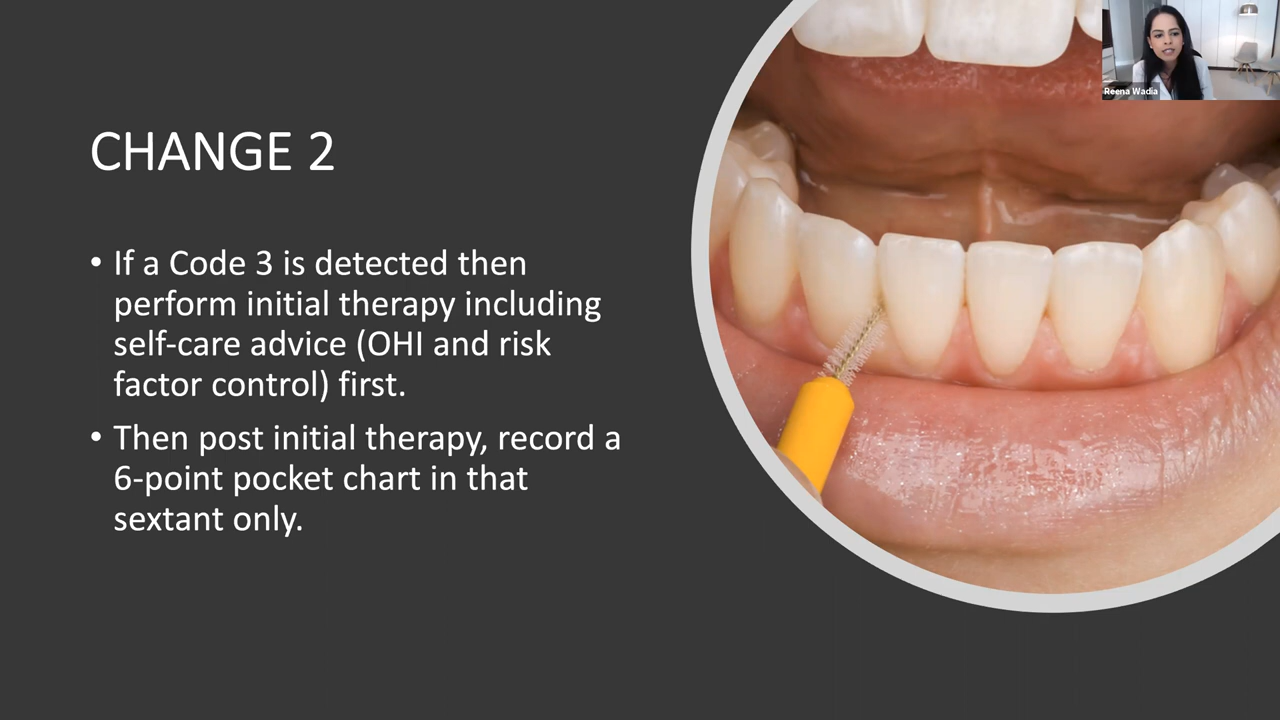 CHANGE 2
• If a Code 3 is detected then
perform initial therapy including
self-care advice (OHI and risk
factor control) first.
• Then post initial therapy, record a
6-point pocket chart in that
sextant only.
Reena Wadia